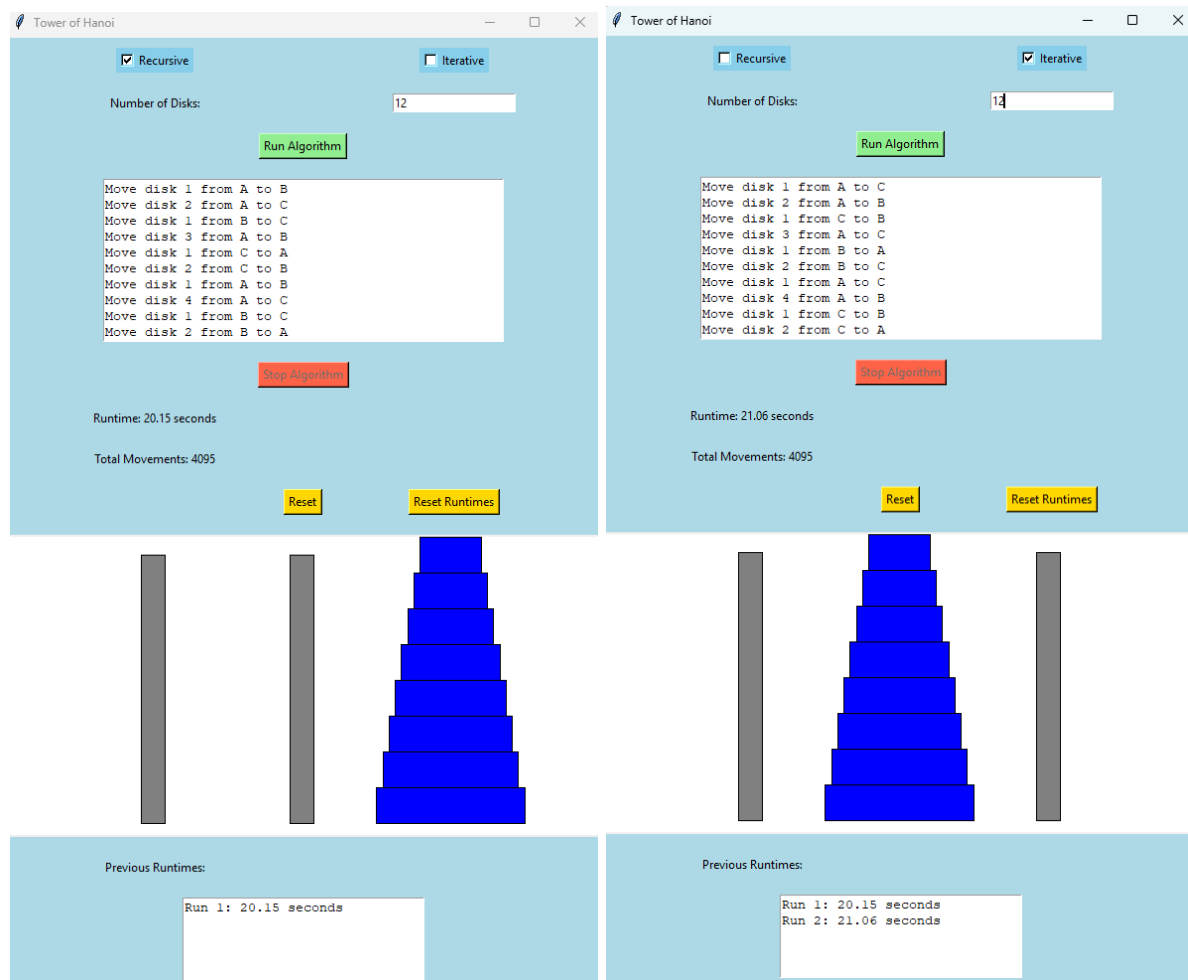 Tower of Hanoi
Recursive
Iterative
Number of Disks:
12
Run Algorithm
Move disk 1 from A to B
Move disk 2 from A to C
Move disk 1 from B to C
Move disk 3 from A to B
Move disk 1 from C to A
Move disk 2 from C to B
Move disk 1 from A to B
Move disk 4 from A to C
Move disk 1 from B to C
Move disk 2 from B to A
Stop Algorithm
Runtime: 20.15 seconds
Total Movements: 4095
Reset
Reset Runtimes
Previous Runtimes:
Run 1: 20.15 seconds
Tower of Hanoi
Recursive
Iterative
Number of Disks:
12
Run Algorithm
Move disk 1 from A to C
Move disk 2 from A to B
Move disk 1 from C to B
Move disk 3 from A to C
Move disk 1 from B to A
Move disk 2 from B to C
Move disk 1 from A to C
Move disk 4 from A to B
Move disk 1 from C to B
Move disk 2 from C to A
Stop Algorithm
Runtime: 21.06 seconds
Total Movements: 4095
Reset
Reset Runtimes
Previous Runtimes:
Run 1: 20.15 seconds
Run 2: 21.06 seconds